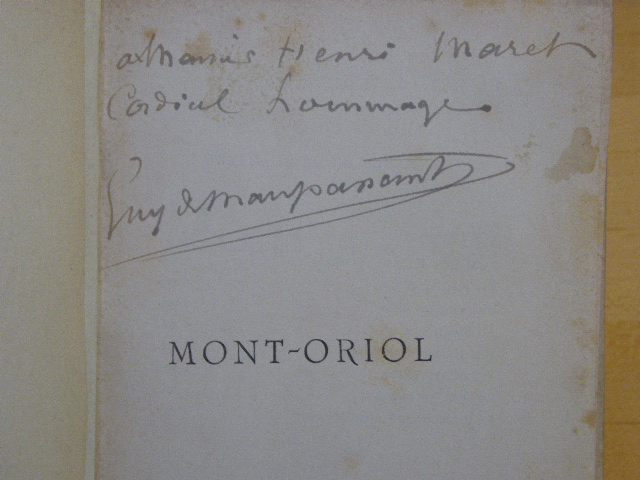 à Monsieur Henri Maret
Cordial hommage.
Guy de Maupassant
MONT-ORIOL